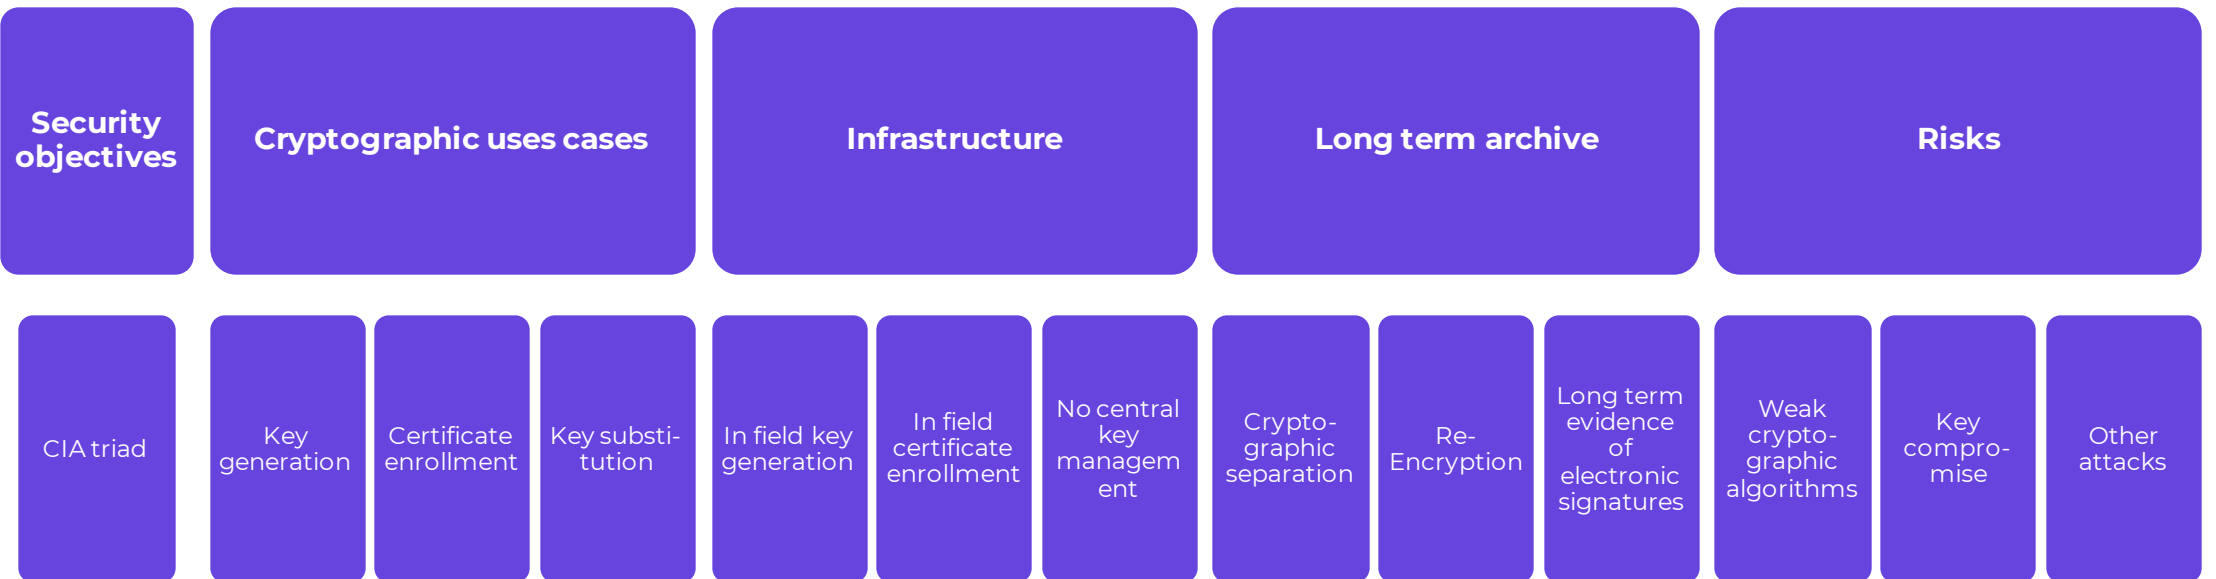 Security
objectives
Cryptographic uses cases
Infrastructure
Long term archive
Risks
CIA triad
Key
generation
Certificate
enrollment
Key substi-
tution
In field key
generation
In field
certificate
enrollment
No central
key
managem
ent
Crypto-
graphic
separation
Re-
Encryption
Long term
evidence
of
electronic
signatures
Weak
crypto-
graphic
algorithms
Key
compro-
mise
Other
attacks